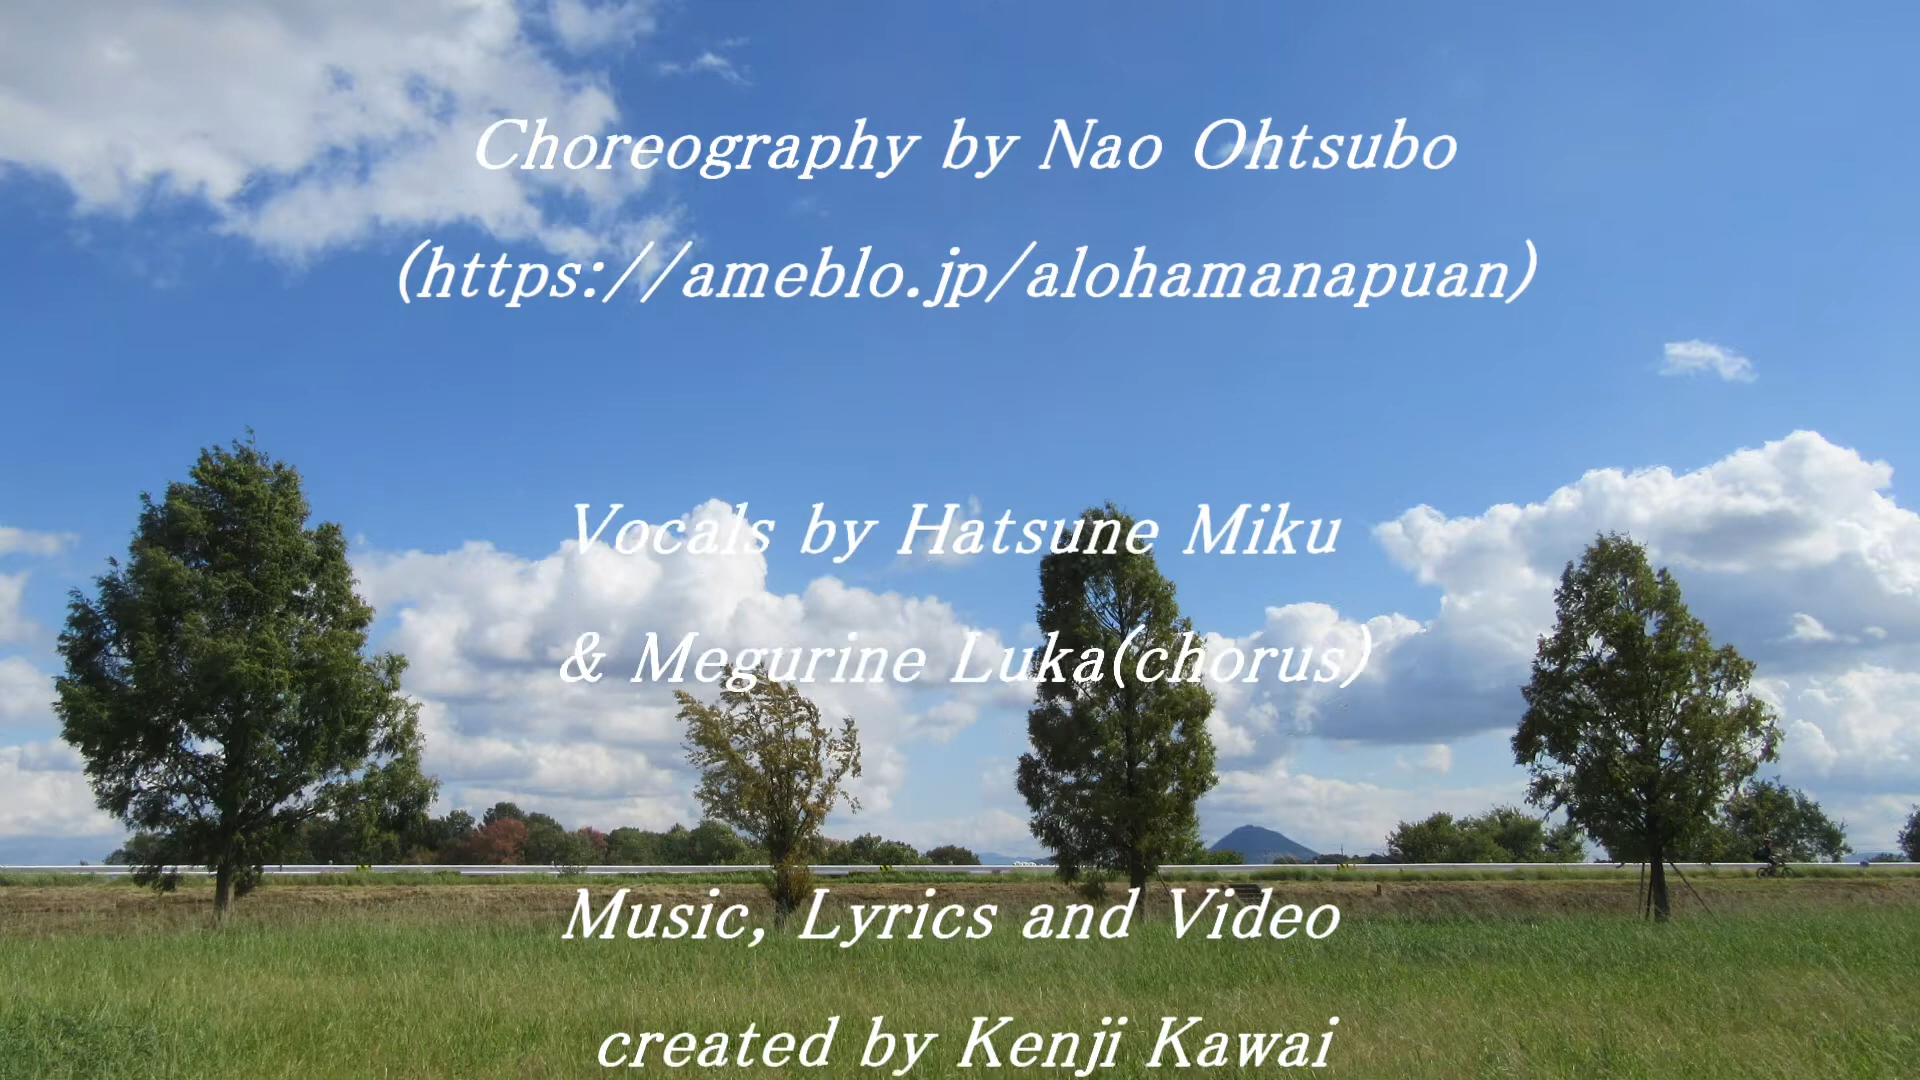 Choreography by Nao Ohtsubo
(https://ameblo.jp/alohamanapuan)
Vocals by Hatsune Miku
& Megurine Luka(chorus)
Music, Lyrics and Video
created by Kenji Kawai